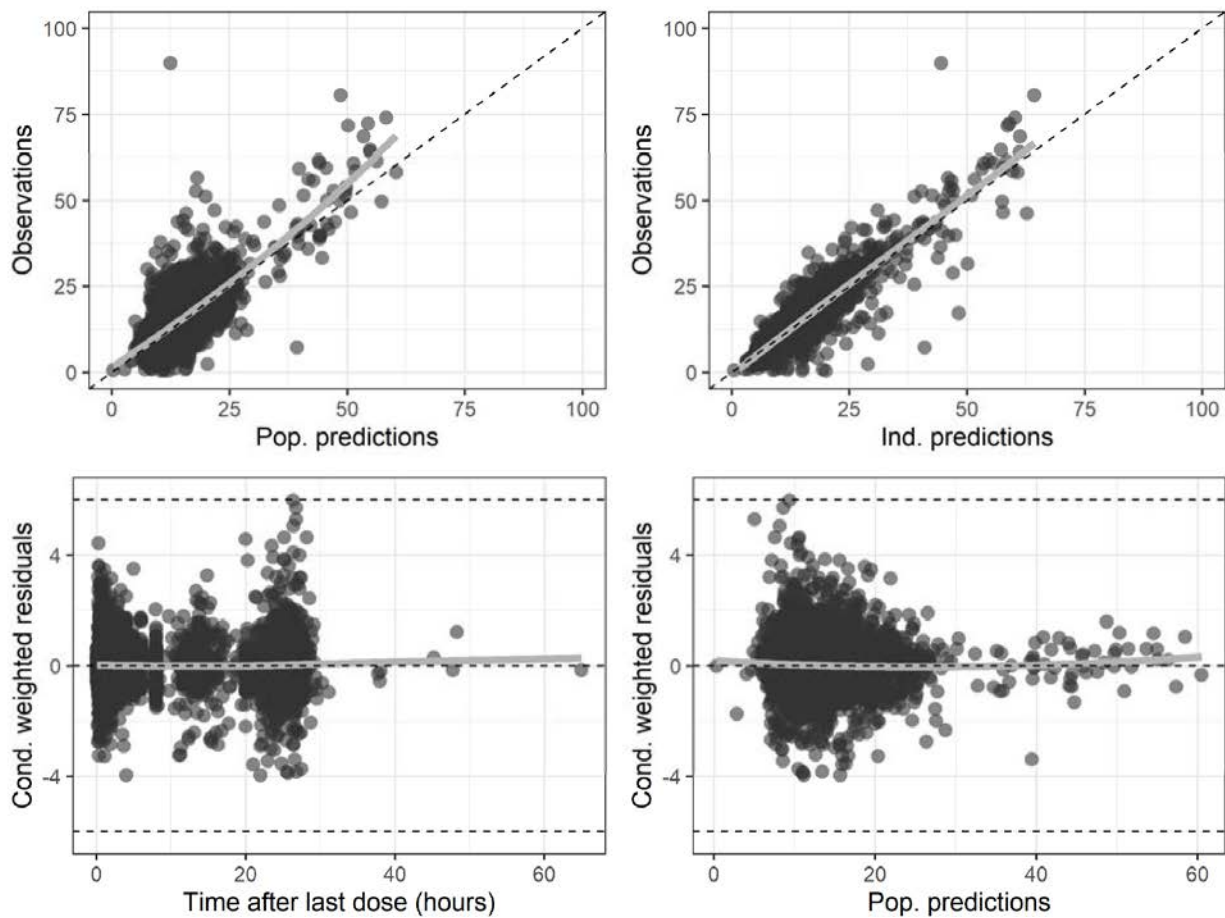 100
75
50
25
0
Observations
0 25 50 75 100
Pop. predictions
100
75
50
25
0
Observations
0 25 50 75 100
Ind. predictions
4
0
-4
Cond. weighted residuals
0 20 40 60
Time after last dose (hours)
4
0
-4
Cond. weighted residuals
0 20 40 60
Pop. predictions